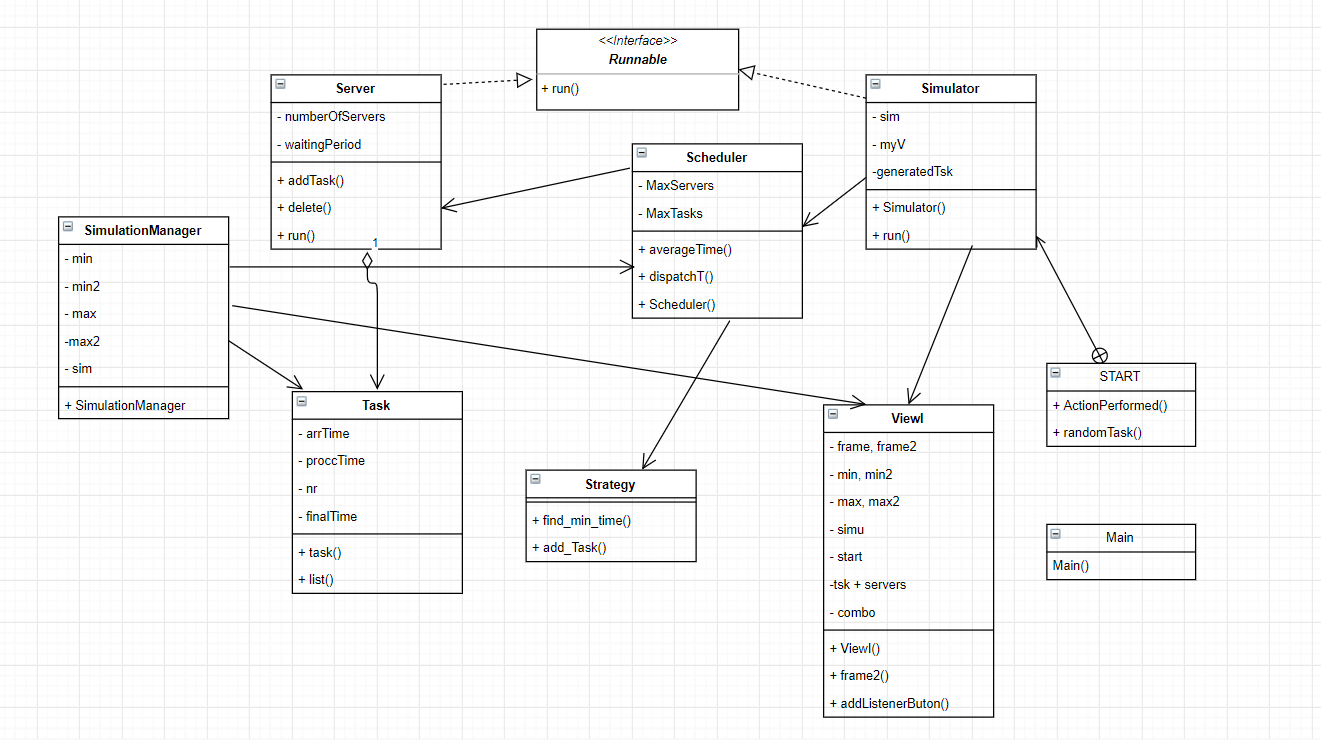 <<Interface>>
Runnable
+ run()
Server
- numberOfServers
- waitingPeriod
+ addTask()
+ delete()
+ run()
1
Simulator
- sim
- myV
-generatedTsk
+ Simulator()
+ run()
Scheduler
- MaxServers
- MaxTasks
+ averageTime()
+ dispatchT()
+ Scheduler()
SimulationManager
- min
- min2
- max
-max2
- sim
+ SimulationManager
START
+ ActionPerformed()
+ randomTask()
Task
- arrTime
- proccTime
- nr
- finalTime
+ task()
+ list()
Viewl
- frame, frame2
- min, min2
- max, max2
- simu
- start
-tsk + servers
- combo
+ Viewl()
+ frame2()
+ addListenerButon()
Strategy
+ find_min_time()
+ add_Task()
Main
Main()